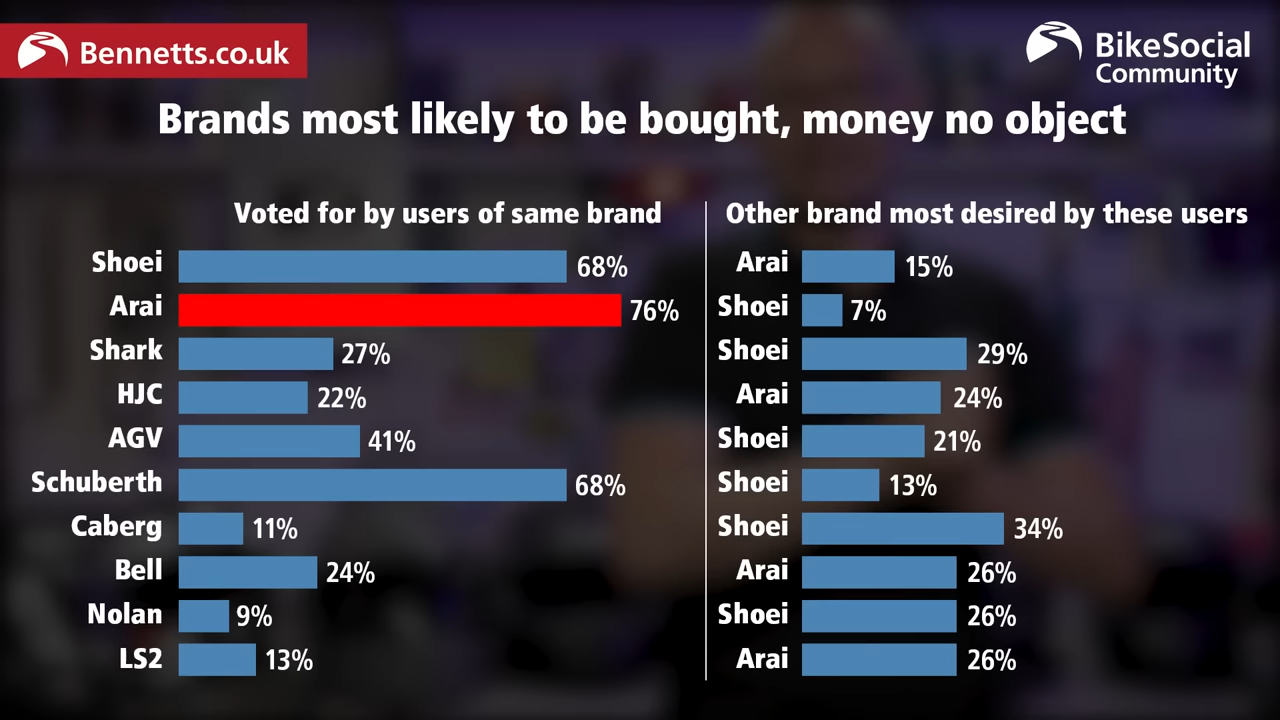 Bennetts.co.uk
BikeSocial
Community
Brands most likely to be bought, money no object
Voted for by users of same brand
Other brand most desired by these users
Shoei 68% Arai 15%
Arai 76% Shoei 7%
Shark 27% Shoei 29%
HJC 22% Arai 24%
AGV 41% Shoei 21%
Schuberth 68% Shoei 13%
Caberg 11% Shoei 34%
Bell 24% Arai 26%
Nolan 9% Shoei 26%
LS2 13% Arai 26%